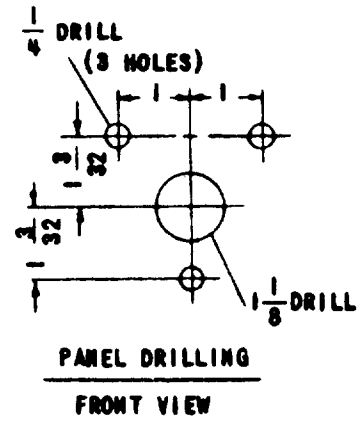 1/4 DRILL
(3 HOLES)
1 1
1 3/32
1 3/32
1 1/8 DRILL
PANEL DRILLING
FRONT VIEW